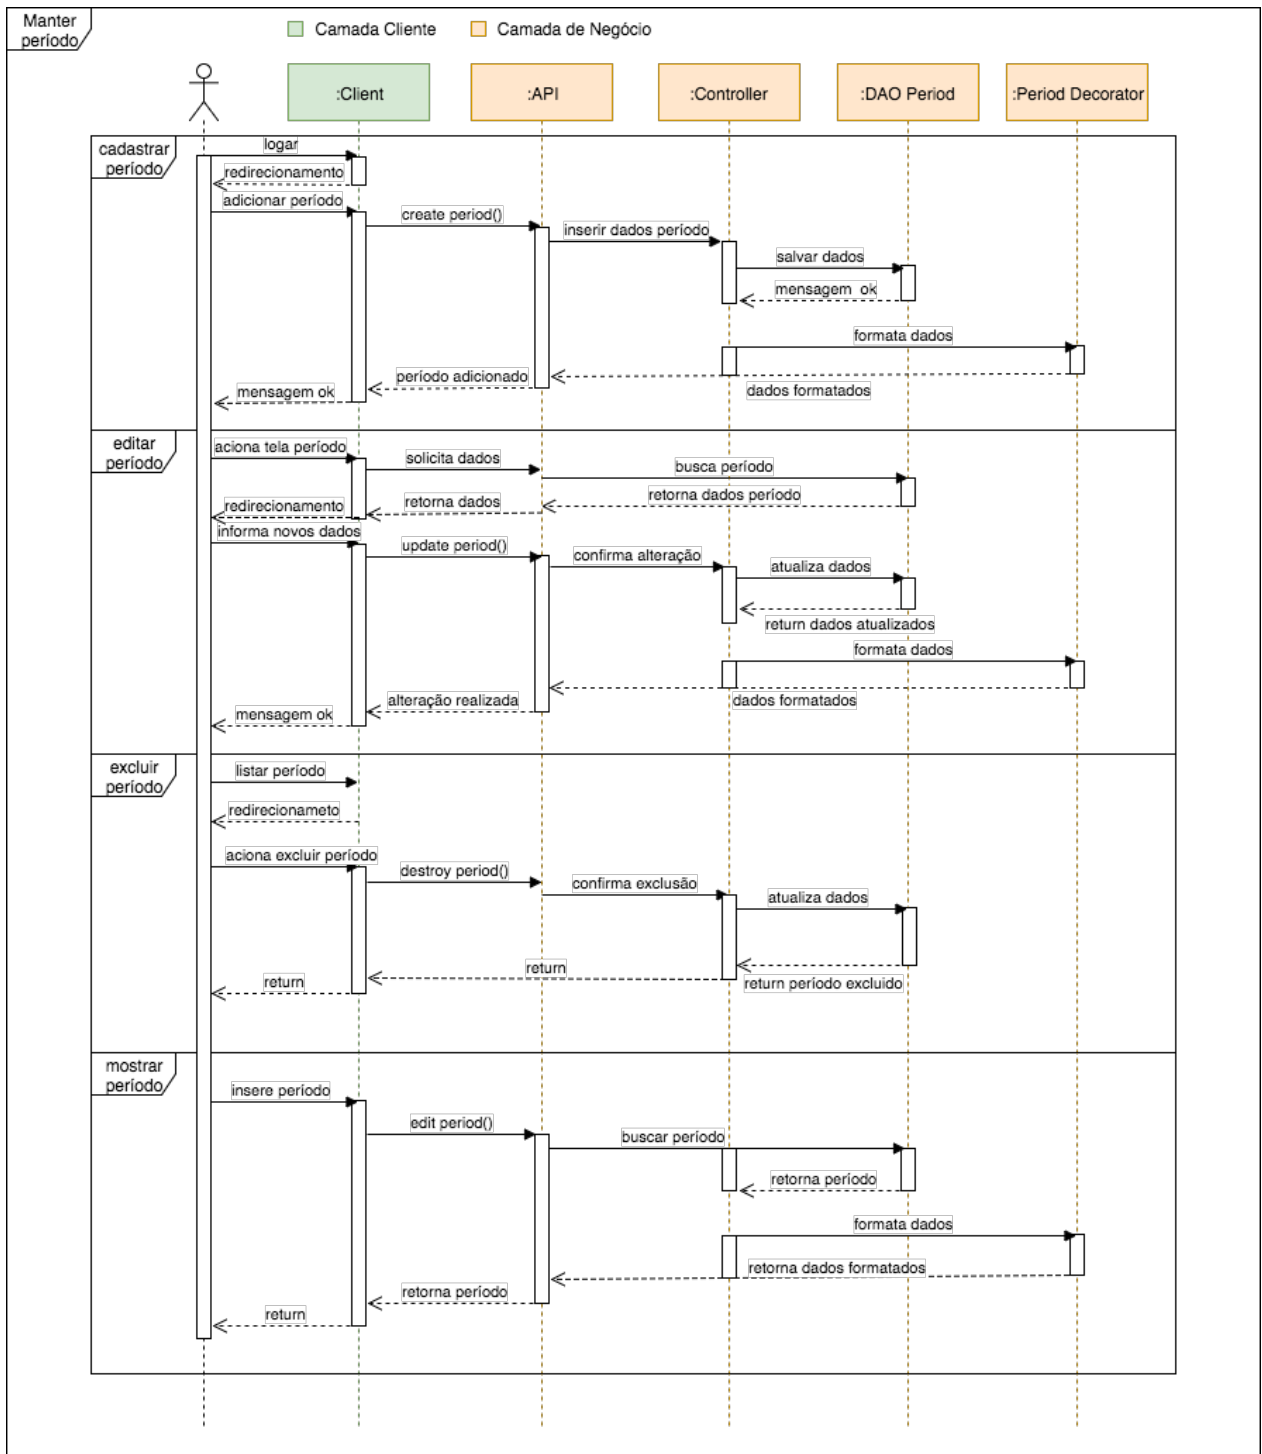 Manter
período
Camada Cliente
Camada de Negócio
:Client
:API
:Controller
:DAO Period
:Period Decorator
cadastrar
período
logar
redirecionamento
adicionar período
create period()
inserir dados período
salvar dados
mensagem  ok
formata dados
período adicionado
dados formatados
mensagem ok
editar
período
aciona tela período
solicita dados
busca período
retorna dados período
retorna dados
redirecionamento
informa novos dados
update period()
confirma alteração
atualiza dados
return dados atualizados
formata dados
dados formatados
alteração realizada
mensagem ok
excluir
período
listar período
redirecionameto
aciona excluir período
destroy period()
confirma exclusão
atualiza dados
return
return período excluido
return
mostrar
período
insere período
edit period()
buscar período
retorna período
formata dados
retorna dados formatados
retorna período
return